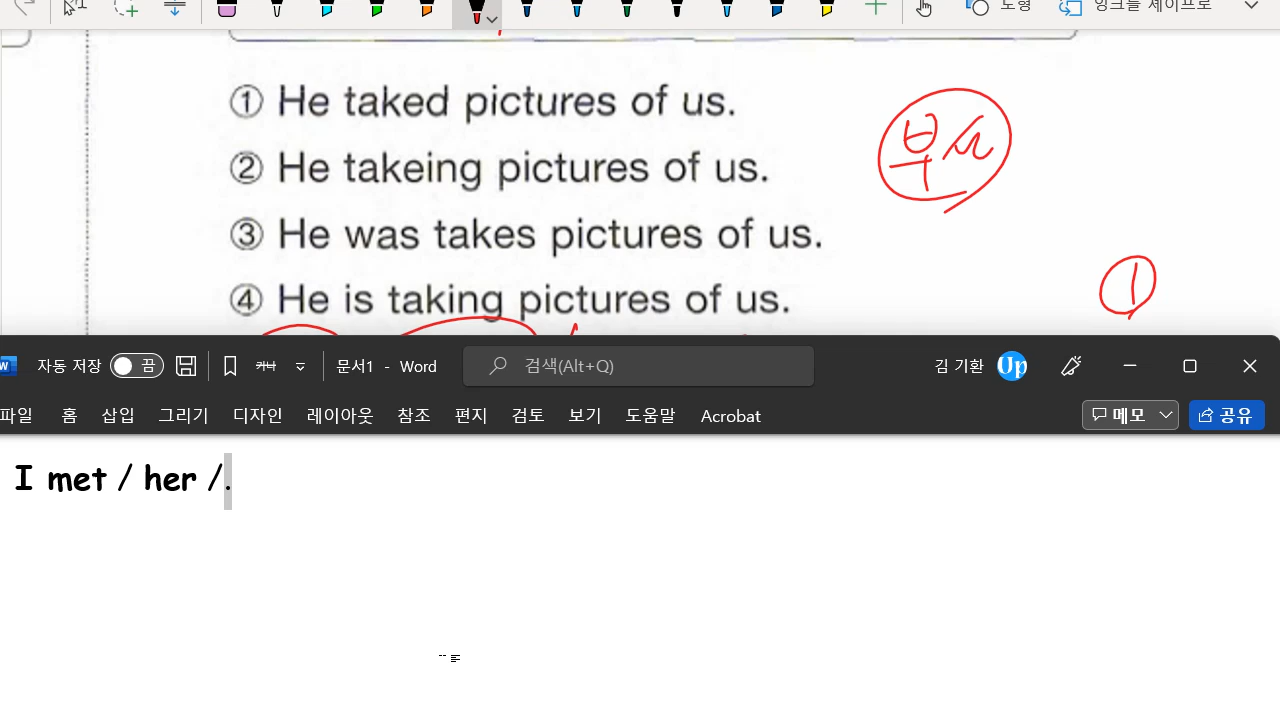 도형 잉크를 셰이프로
① He taked pictures of us.
부사
② He takeing pictures of us.
③ He was takes pictures of us.
④ He is taking pictures of us.
①
자동 저장 끔 가나 문서1 - Word 검색(Alt+Q) 김 기환 Up
파일 홈 삽입 그리기 디자인 레이아웃 참조 편지 검토 보기 도움말 Acrobat 메모 공유
I met / her /.